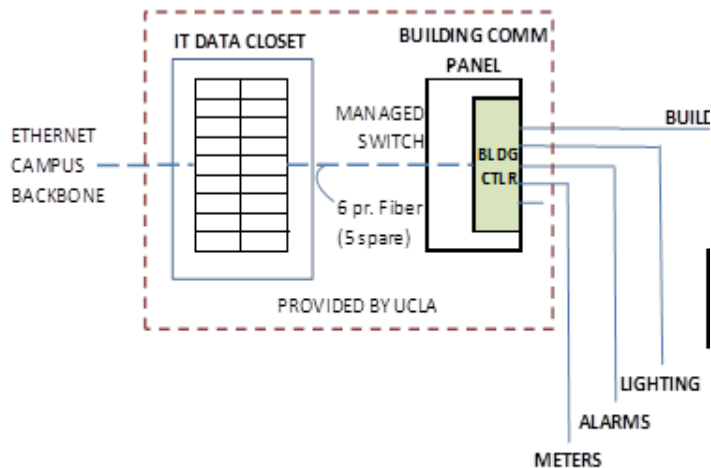 IT DATA CLOSET
BUILDING COMM
PANEL
MANAGED
SWITCH
BUILD
ETHERNET
CAMPUS
BACKBONE
BLDG
CTLR
6 pr. Fiber
(5 spare)
PROVIDED BY UCLA
LIGHTING
ALARMS
METERS